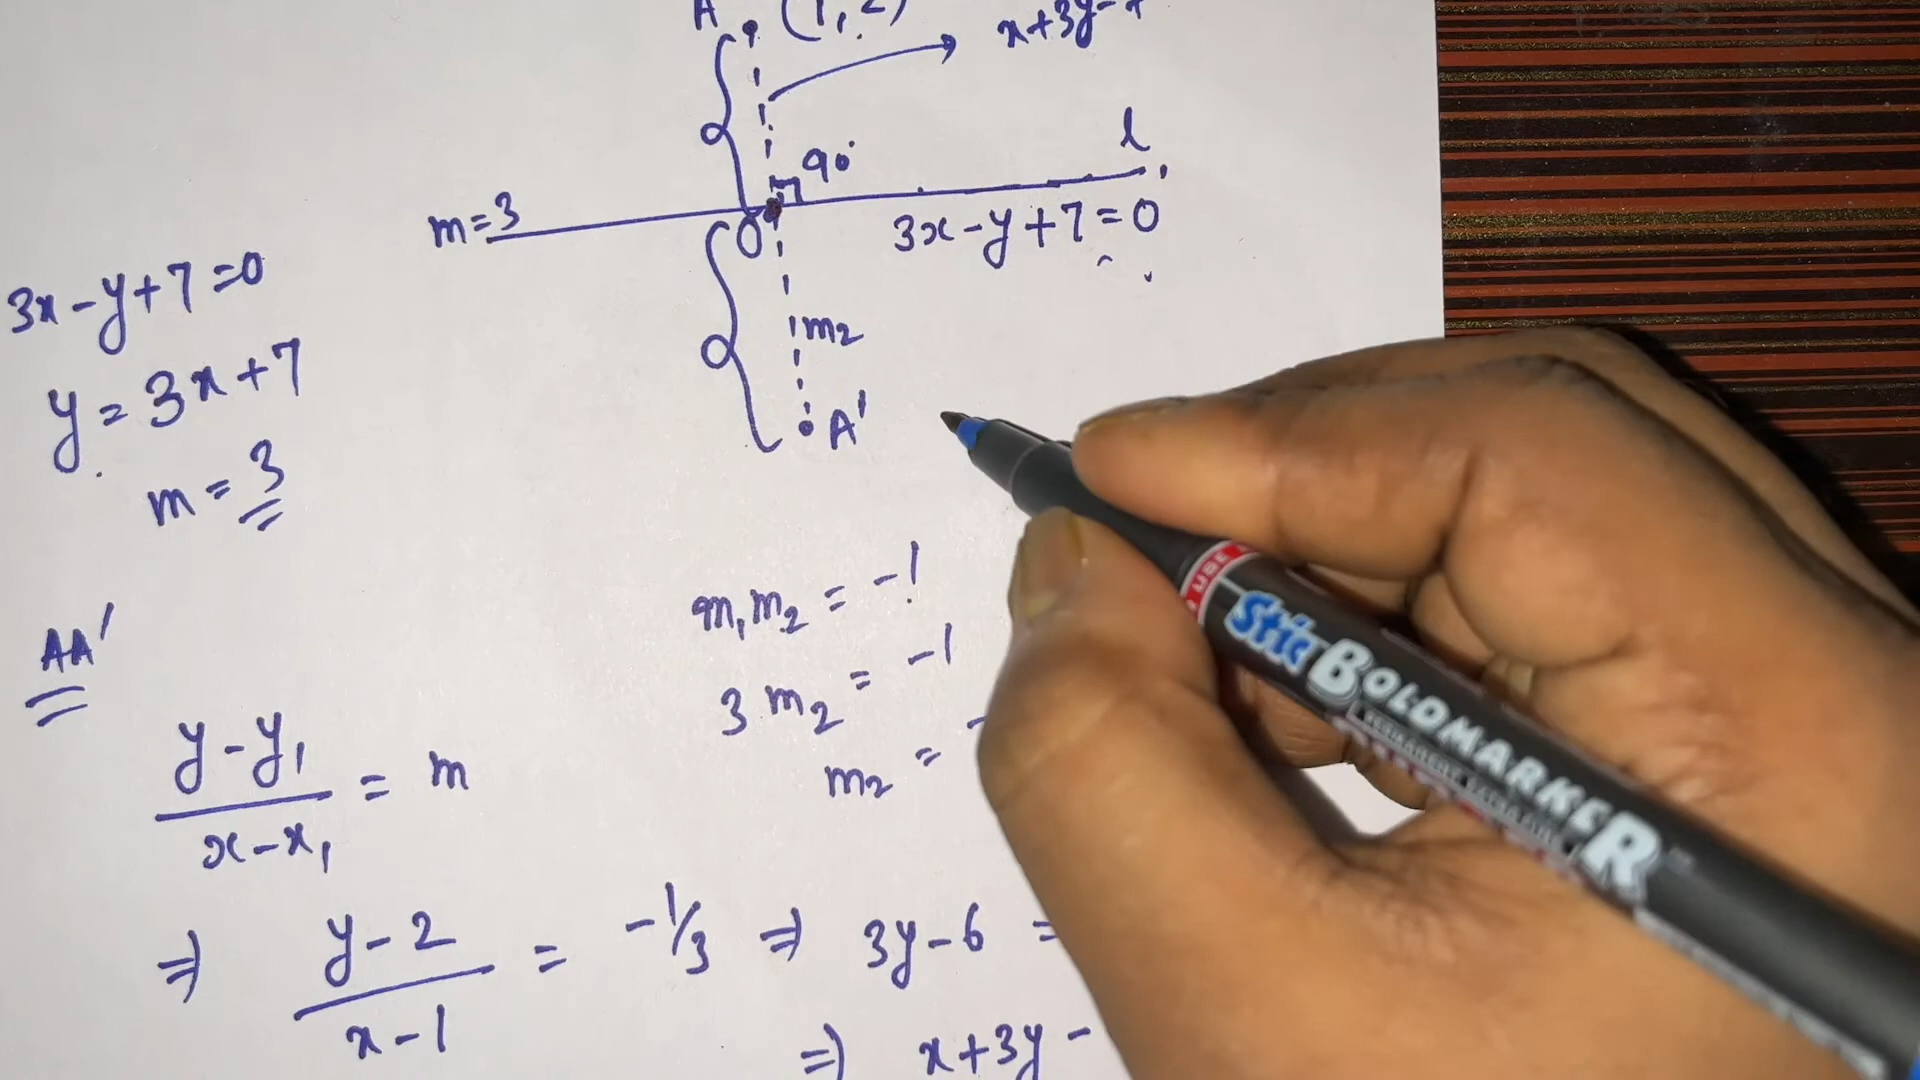 A (1,2)
x+3y-7
l
90°
m=3
O
3x-y+7=0
3x-y+7=0
m2
y=3x+7
A'
m=3
m1m2=-1
AA'
3m2=-1
y-y1
/x-x1 = m
m2 = -
⇒ y-2/x-1 = -1/3 ⇒ 3y-6 =
⇒ x+3y-
Stic BOLDMARKER